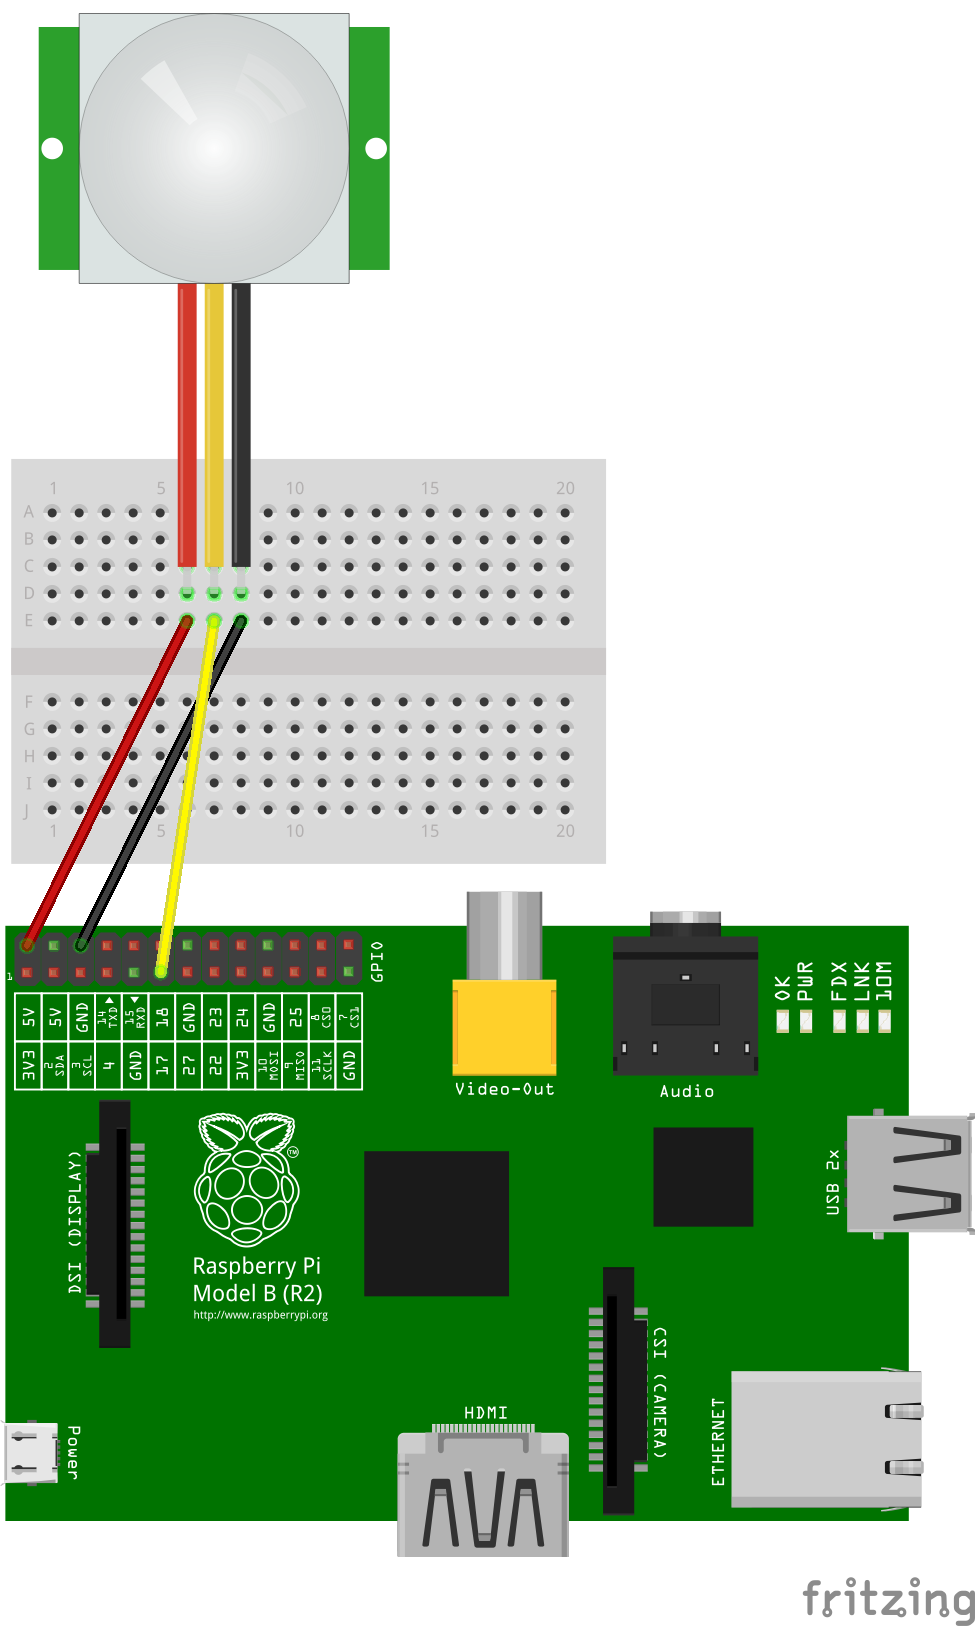 1 5 10 15 20
A
B
C
D
E
F
G
H
I
J
1 5 10 15 20
1
GPIO
5V 5V GND 14 TXD 15 RXD 18 GND 23 24 GND 25 8 CS0 7 CS1
3V3 2 SDA 3 SCL 4 GND 17 27 22 3V3 10 MOSI 9 MISO 11 SCLK GND
Video-Out
Audio
OK
PWR
FDX
LNK
10M
USB 2x
DSI (DISPLAY)
TM
Raspberry Pi
Model B (R2)
http://www.raspberrypi.org
CSI (CAMERA)
ETHERNET
HDMI
Power
fritzing